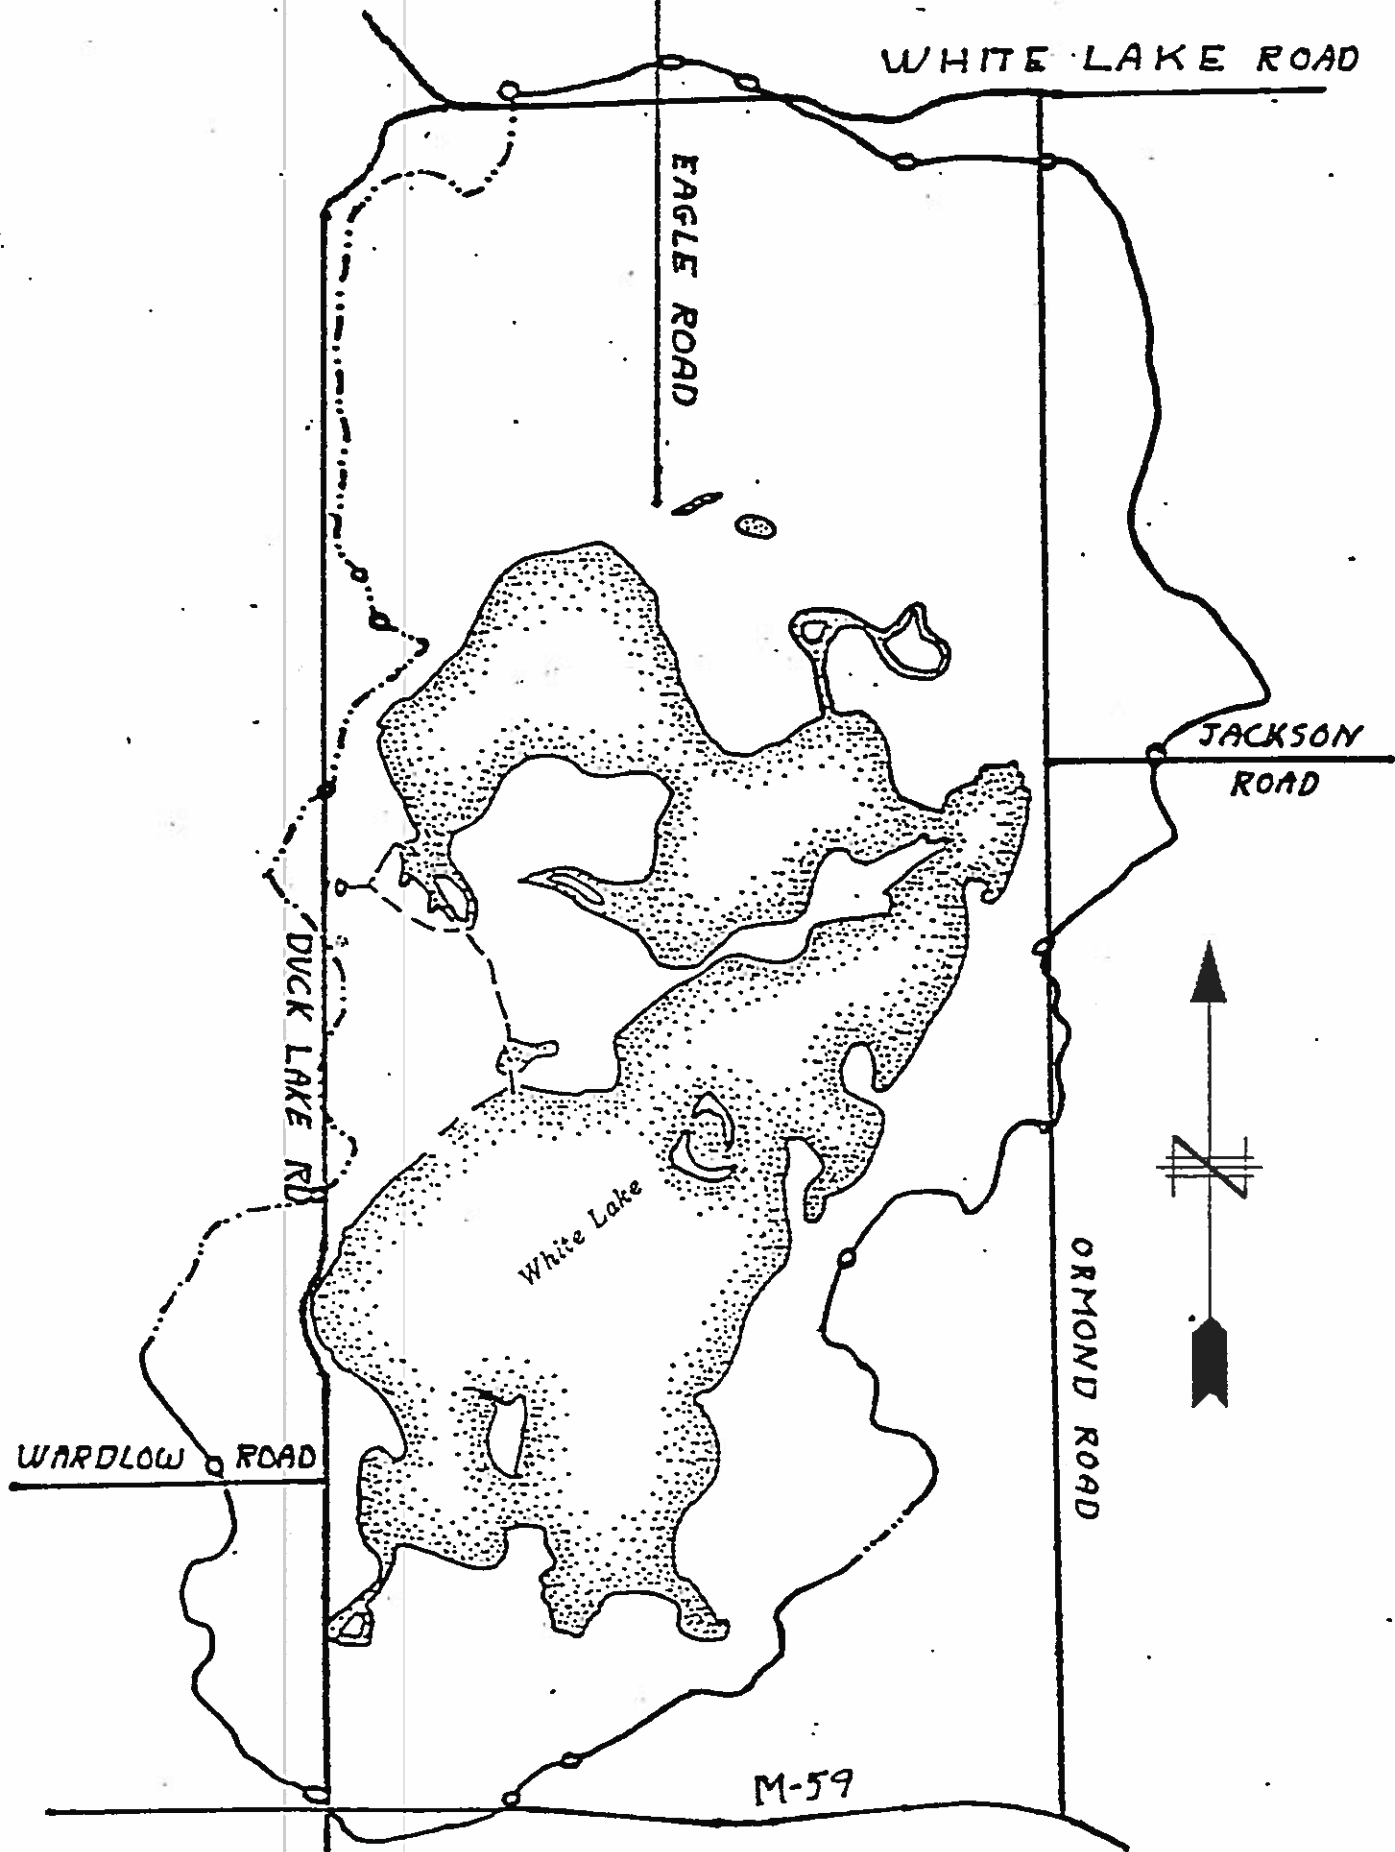 WHITE LAKE ROAD
EAGLE ROAD
JACKSON
ROAD
DUCK LAKE RD
White Lake
N
ORMOND ROAD
WARDLOW ROAD
M-59